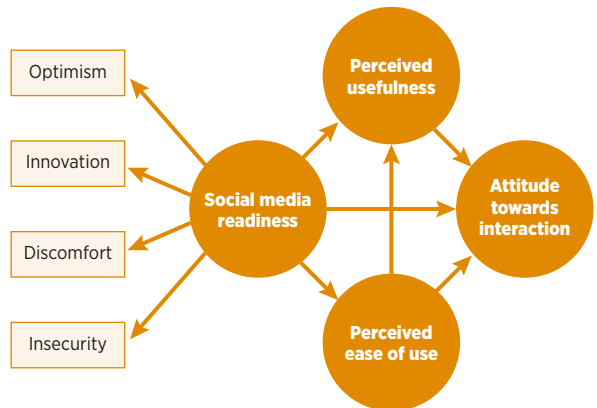 Optimism
Innovation
Discomfort
Insecurity
Social media
readiness
Perceived
usefulness
Perceived
ease of use
Attitude
towards
interaction